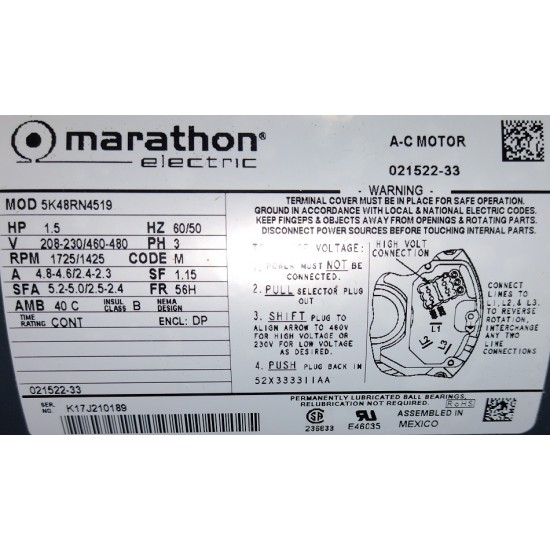 marathon®
electric
A-C MOTOR
021522-33
MOD 5K48RN4519
HP 1.5 HZ 60/50
V 208-230/460-480 PH 3
RPM 1725/1425 CODE M
A 4.8-4.6/2.4-2.3 SF 1.15
SFA 5.2-5.0/2.5-2.4 FR 56H
AMB 40 C INSUL CLASS B NEMA DESIGN
TIME RATING CONT ENCL: DP
021522-33
SER. NO. K17J210189
WARNING
TERMINAL COVER MUST BE IN PLACE FOR SAFE OPERATION.
GROUND IN ACCORDANCE WITH LOCAL & NATIONAL ELECTRIC CODES.
KEEP FINGERS & OBJECTS AWAY FROM OPENINGS & ROTATING PARTS.
DISCONNECT POWER SOURCES BEFORE TOUCHING INTERNAL PARTS.
VOLTAGE
1. POWER MUST NOT BE
CONNECTED.
2. PULL SELECTOR PLUG
OUT
3. SHIFT PLUG TO
ALIGN ARROW TO 460V
FOR HIGH VOLTAGE OR
230V FOR LOW VOLTAGE
AS DESIRED.
4. PUSH PLUG BACK IN
52X333311AA
HIGH VOLT
CONNECTION
L1
L2
L3
CONNECT
LINES TO
L1,L2,& L3.
TO REVERSE
ROTATION,
INTERCHANGE
ANY TWO
LINE
CONNECTIONS
PERMANENTLY LUBRICATED BALL BEARINGS,
RELUBRICATION NOT REQUIRED. RoHS
SA
E46035
ASSEMBLED IN
MEXICO